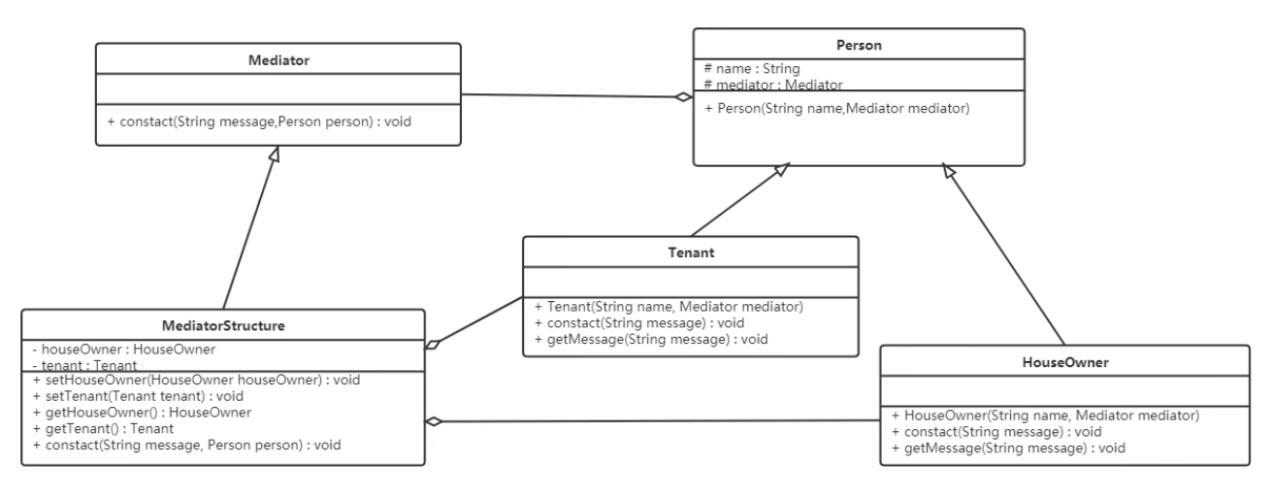 Mediator
+ constact(String message,Person person) : void
Person
# name : String
# mediator : Mediator
+ Person(String name,Mediator mediator)
Tenant
+ Tenant(String name, Mediator mediator)
+ constact(String message) : void
+ getMessage(String message) : void
MediatorStructure
- houseOwner : HouseOwner
- tenant : Tenant
+ setHouseOwner(HouseOwner houseOwner) : void
+ setTenant(Tenant tenant) : void
+ getHouseOwner() : HouseOwner
+ getTenant() : Tenant
+ constact(String message, Person person) : void
HouseOwner
+ HouseOwner(String name, Mediator mediator)
+ constact(String message) : void
+ getMessage(String message) : void